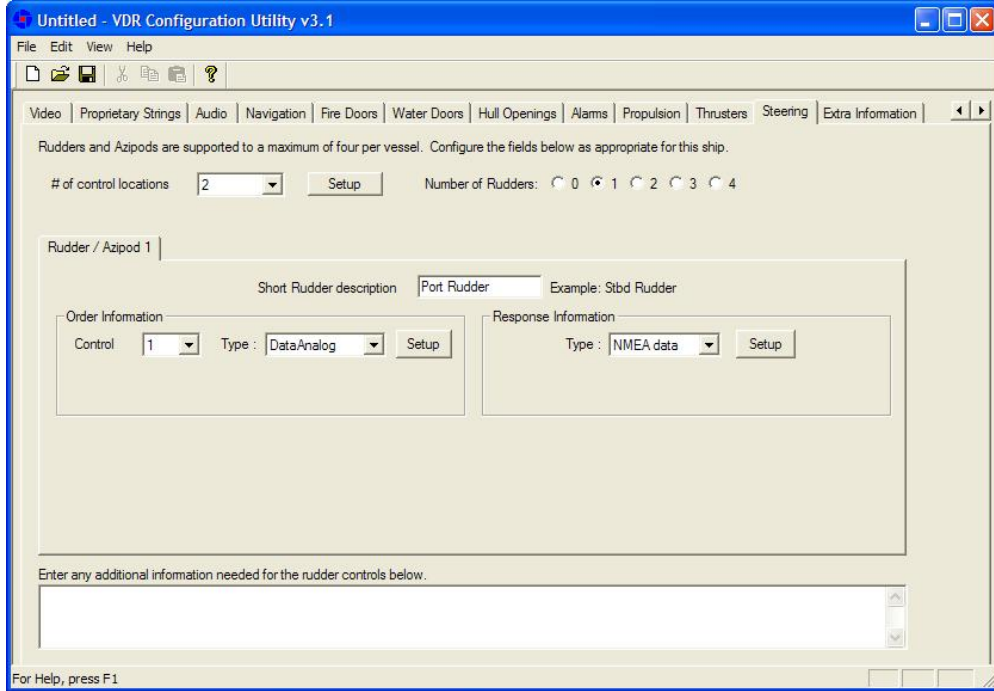 Untitled - VDR Configuration Utility v3.1
File Edit View Help
Video Proprietary Strings Audio Navigation Fire Doors Water Doors Hull Openings Alarms Propulsion Thrusters Steering Extra Information
Rudders and Azipods are supported to a maximum of four per vessel. Configure the fields below as appropriate for this ship.
# of control locations 2 Setup Number of Rudders: 0 1 2 3 4
Rudder / Azipod 1
Short Rudder description Port Rudder Example: Stbd Rudder
Order Information Response Information
Control 1 Type : DataAnalog Setup Type : NMEA data Setup
Enter any additional information needed for the rudder controls below.
For Help, press F1